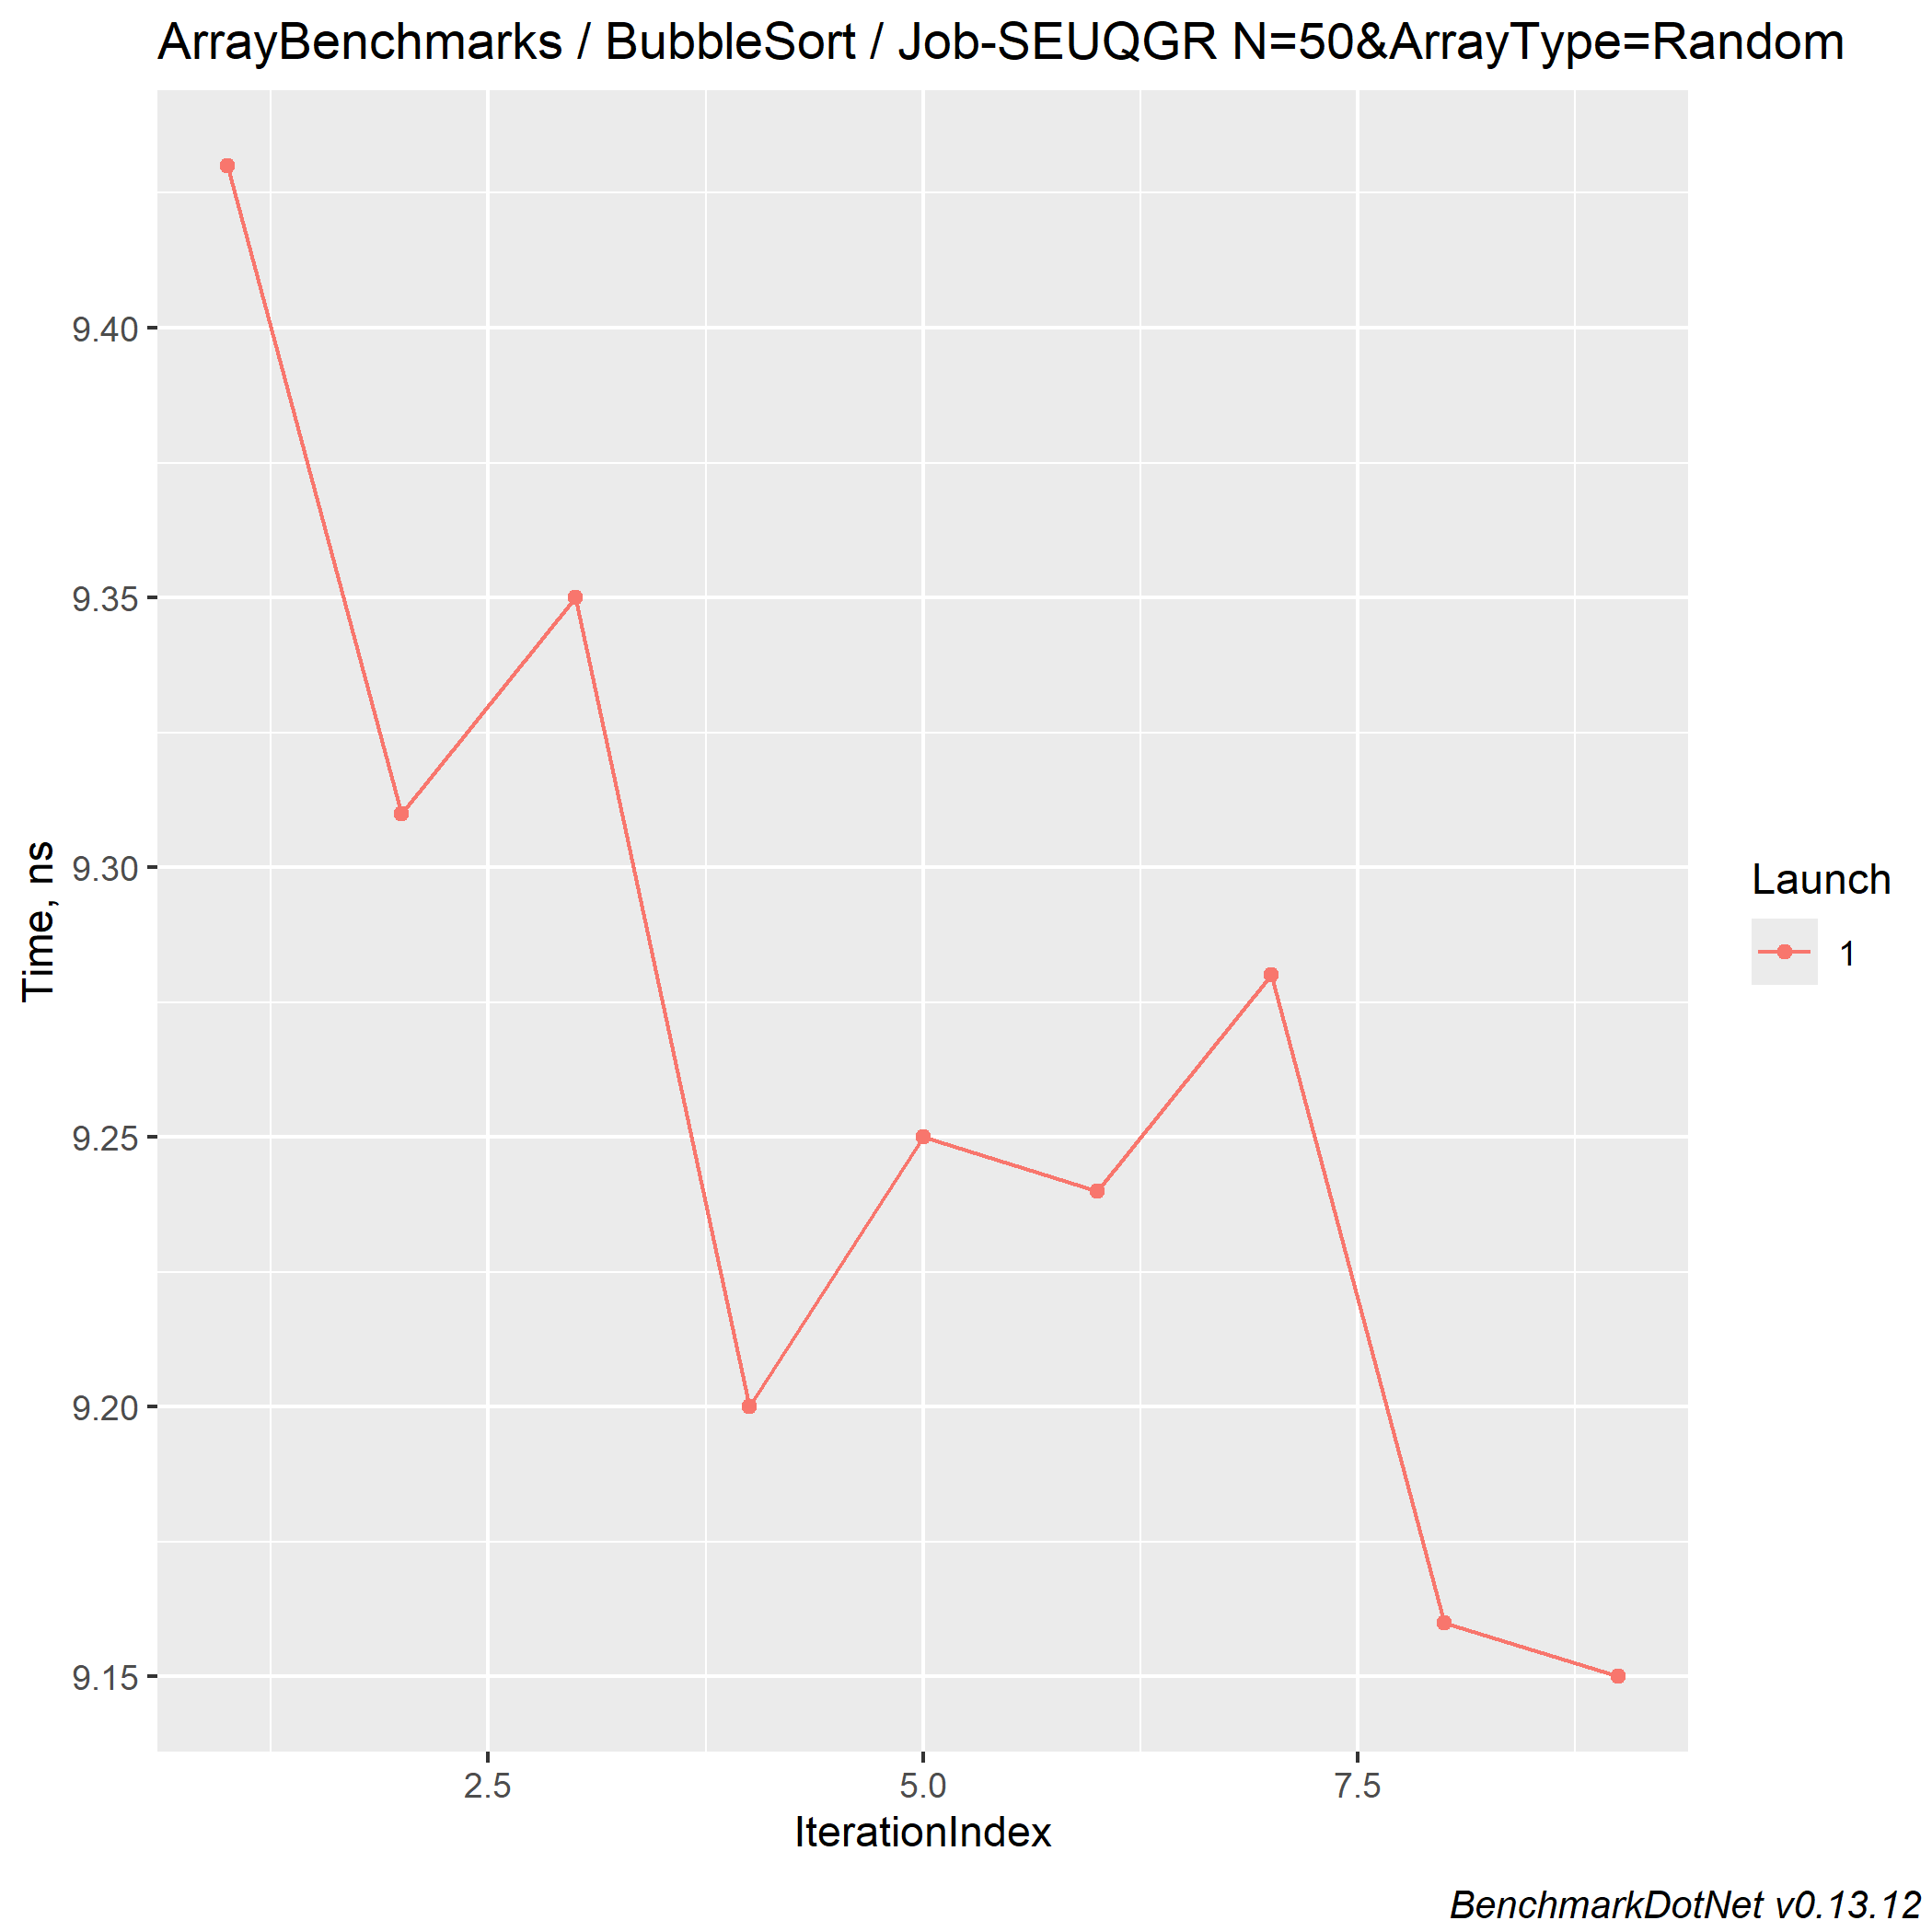 ArrayBenchmarks / BubbleSort / Job-SEUQGR N=50&ArrayType=Random
9.40
9.35
9.30
9.25
9.20
9.15
Time, ns
2.5 5.0 7.5
IterationIndex
Launch
1
BenchmarkDotNet v0.13.12